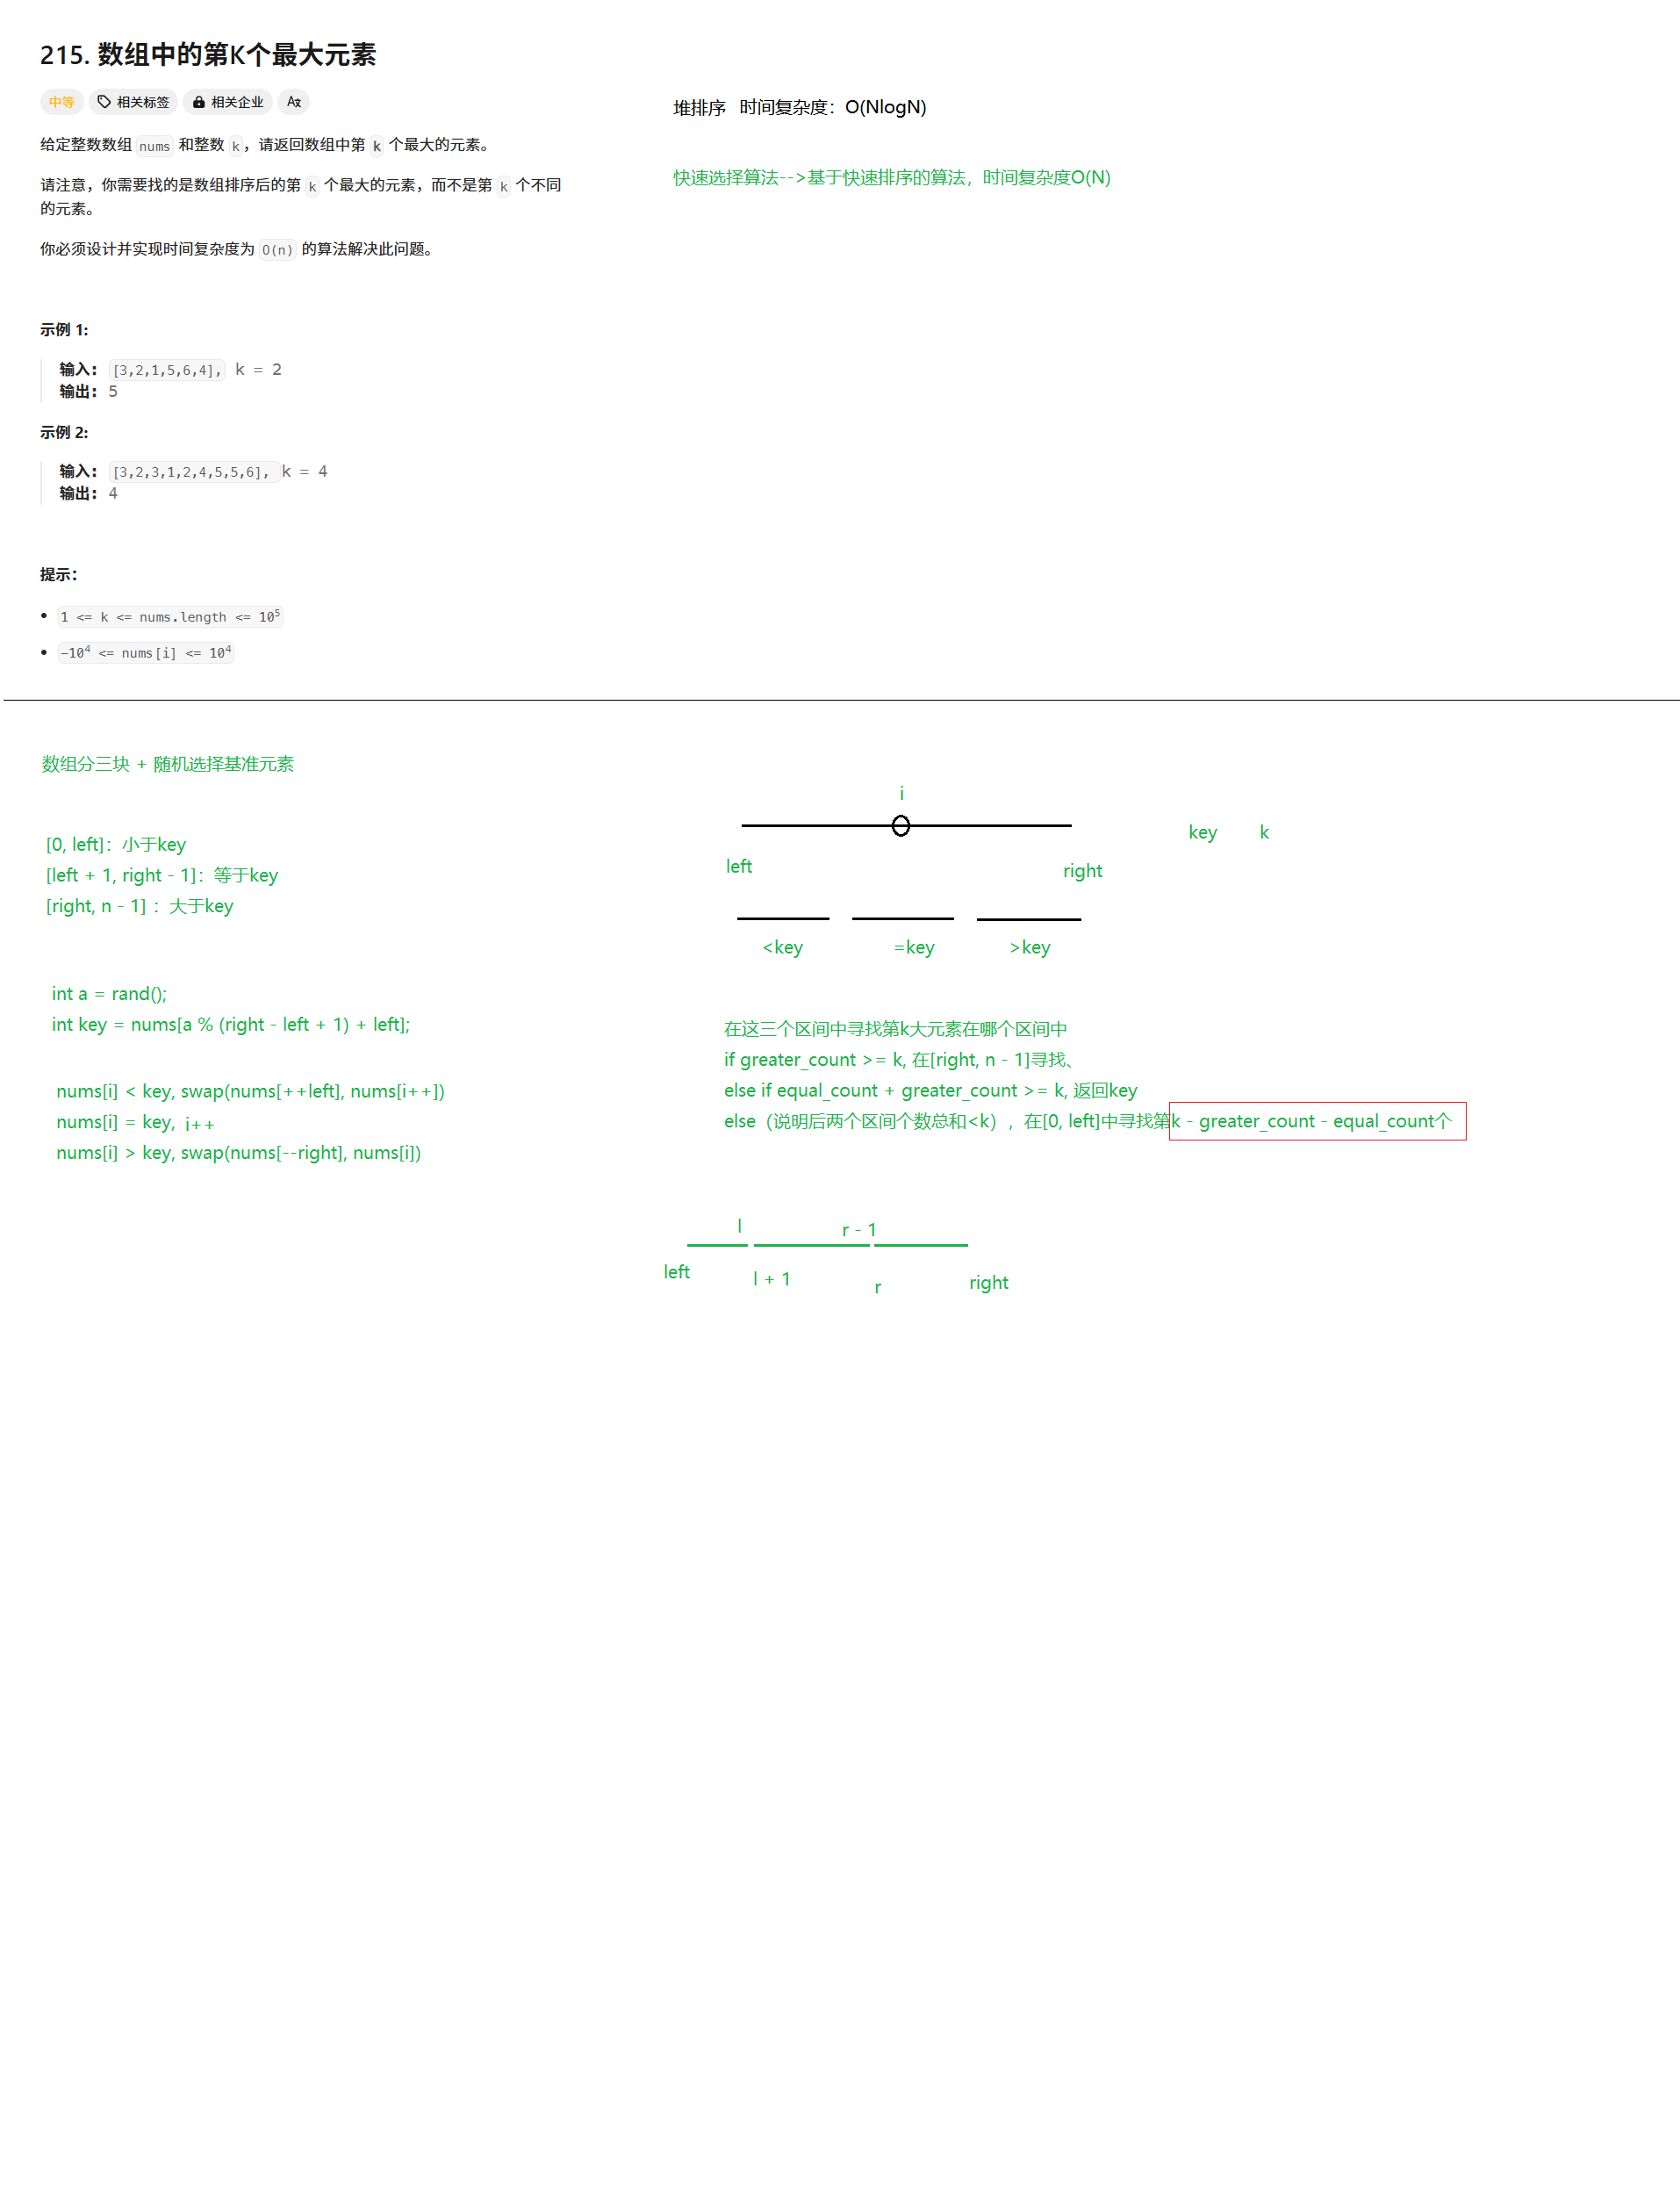 215. 数组中的第K个最大元素
中等 相关标签 相关企业 A文
给定整数数组 nums 和整数 k，请返回数组中第 k 个最大的元素。
请注意，你需要找的是数组排序后的第 k 个最大的元素，而不是第 k 个不同
的元素。
你必须设计并实现时间复杂度为 O(n) 的算法解决此问题。
示例 1:
输入: [3,2,1,5,6,4], k = 2
输出: 5
示例 2:
输入: [3,2,3,1,2,4,5,5,6], k = 4
输出: 4
提示：
• 1 <= k <= nums.length <= 10⁵
• -10⁴ <= nums[i] <= 10⁴
堆排序 时间复杂度：O(NlogN)
快速选择算法-->基于快速排序的算法，时间复杂度O(N)
数组分三块 + 随机选择基准元素
[0, left]：小于key
[left + 1, right - 1]：等于key
[right, n - 1] ：大于key
int a = rand();
int key = nums[a % (right - left + 1) + left];
nums[i] < key, swap(nums[++left], nums[i++])
nums[i] = key, i++
nums[i] > key, swap(nums[--right], nums[i])
i
key k
left right
<key =key >key
在这三个区间中寻找第k大元素在哪个区间中
if greater_count >= k, 在[right, n - 1]寻找、
else if equal_count + greater_count >= k, 返回key
else（说明后两个区间个数总和<k），在[0, left]中寻找第k - greater_count - equal_count个
l r - 1
left l + 1 r right